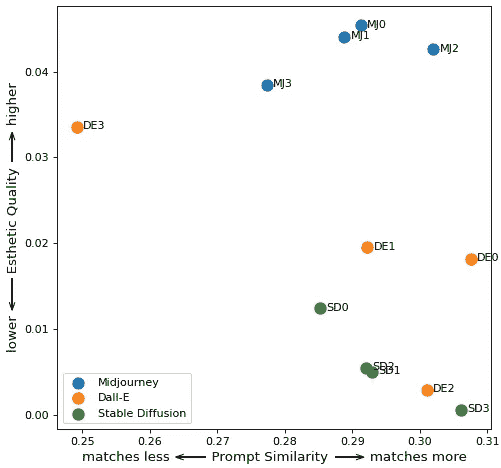 lower ⟵ Esthetic Quality ⟶ higher
0.04
0.03
0.02
0.01
0.00
MJ0
MJ1
MJ2
MJ3
DE3
DE1
DE0
SD0
SD2
SD1
DE2
SD3
Midjourney
Dall-E
Stable Diffusion
0.25 0.26 0.27 0.28 0.29 0.30 0.31
matches less ⟵ Prompt Similarity ⟶ matches more